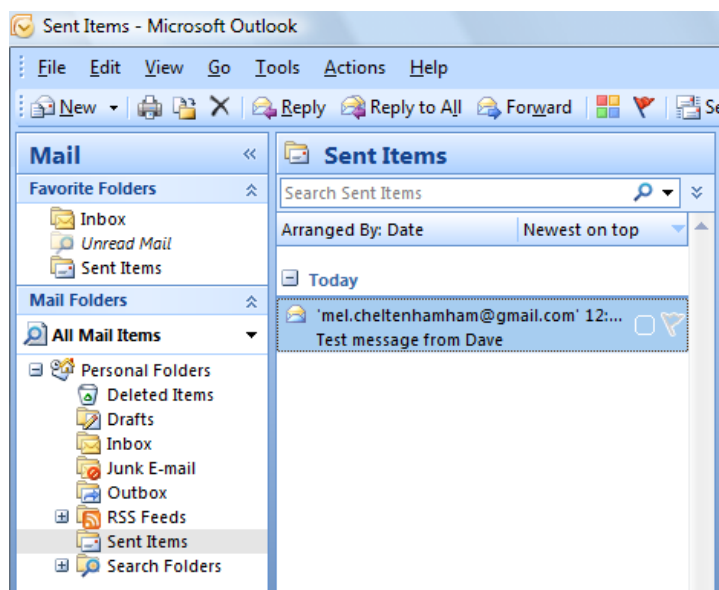 Sent Items - Microsoft Outlook
File Edit View Go Tools Actions Help
New Reply Reply to All Forward Se
Mail «
Favorite Folders
Inbox
Unread Mail
Sent Items
Mail Folders
All Mail Items
Personal Folders
Deleted Items
Drafts
Inbox
Junk E-mail
Outbox
RSS Feeds
Sent Items
Search Folders
Sent Items
Search Sent Items
Arranged By: Date Newest on top
Today
'mel.cheltenhamham@gmail.com' 12:...
Test message from Dave